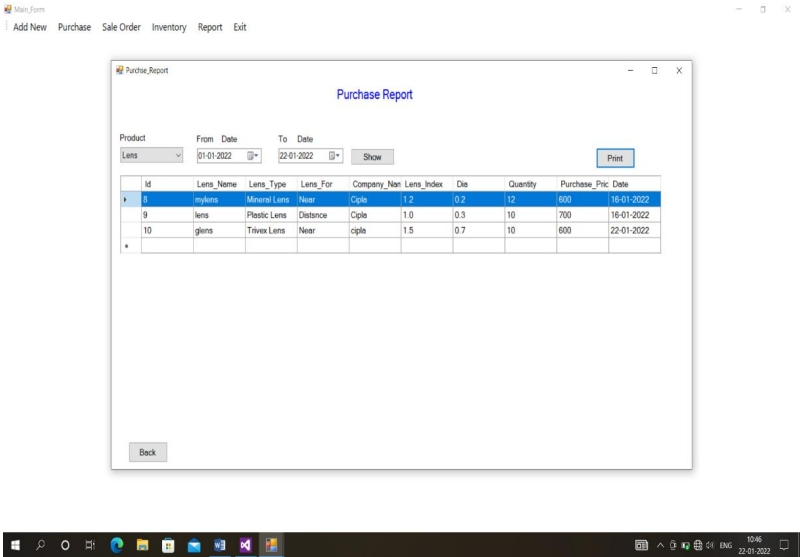 Main_Form
Add New Purchase Sale Order Inventory Report Exit
Purchse_Report
Purchase Report
Product From Date To Date
Lens 01-01-2022 22-01-2022 Show Print
Id Lens_Name Lens_Type Lens_For Company_Nan Lens_Index Dia Quantity Purchase_Pric Date
8 mylens Mineral Lens Near Cipla 1.2 0.2 12 600 16-01-2022
9 lens Plastic Lens Distance Cipla 1.0 0.3 10 700 16-01-2022
10 glens Trivex Lens Near cipla 1.5 0.7 10 600 22-01-2022
Back
ENG 10:46
22-01-2022